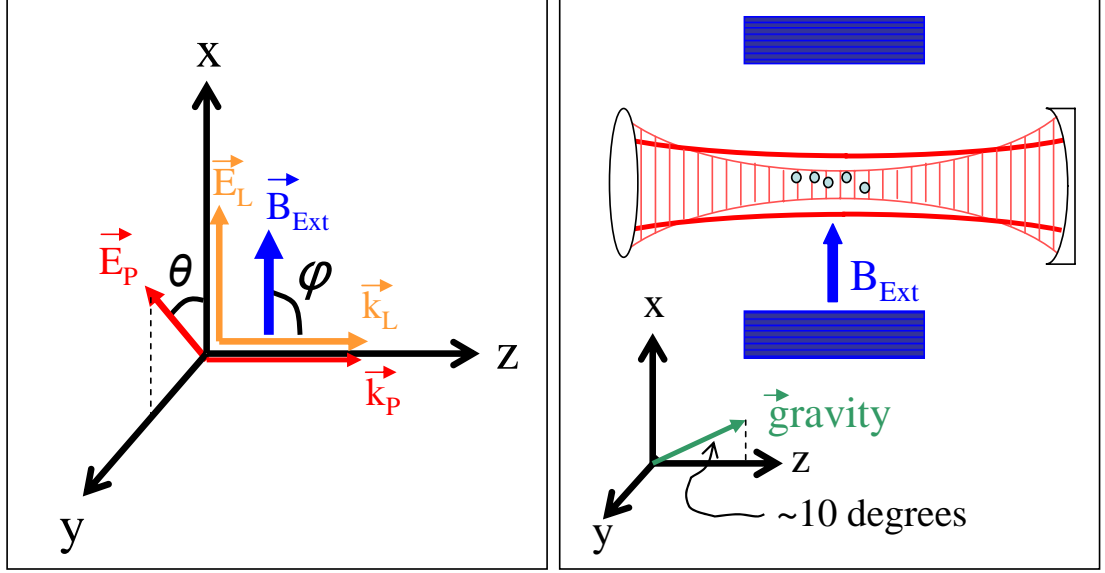 x
E_L
B_Ext
E_P
θ
φ
k_L
z
k_P
y
B_Ext
x
gravity
z
~10 degrees
y